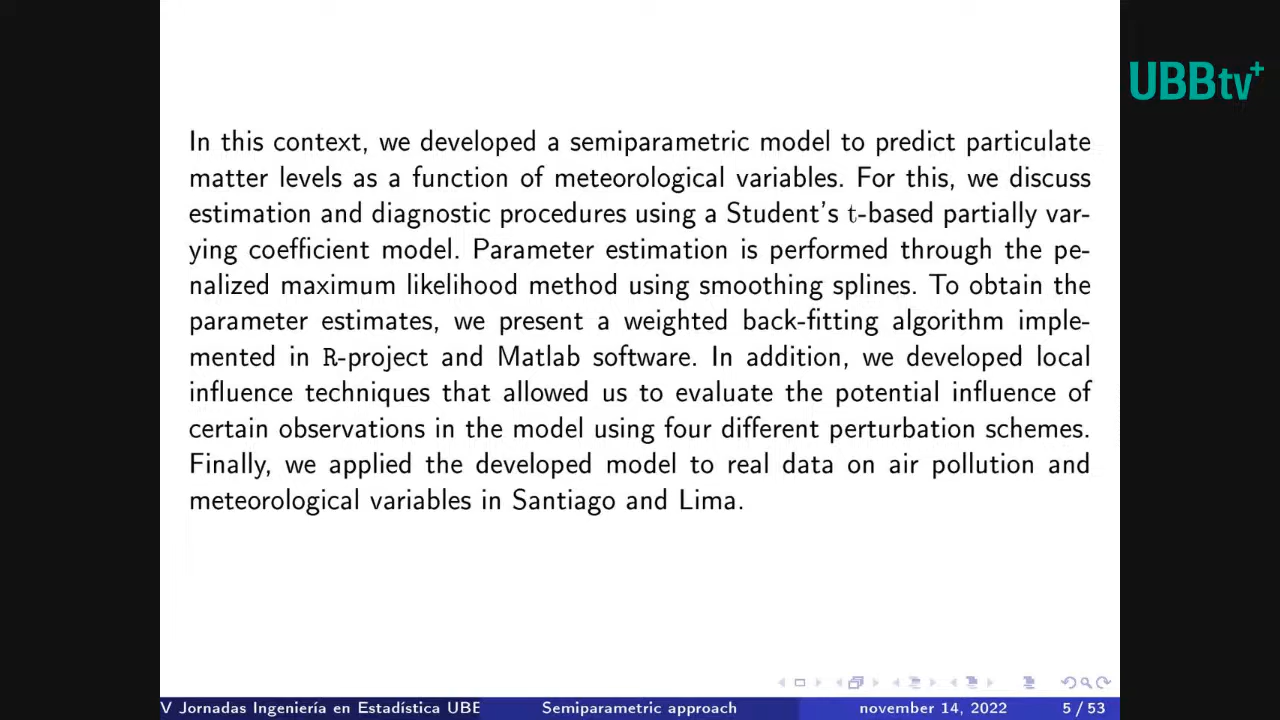 UBBtv+
In this context, we developed a semiparametric model to predict particulate
matter levels as a function of meteorological variables. For this, we discuss
estimation and diagnostic procedures using a Student's t-based partially var-
ying coefficient model. Parameter estimation is performed through the pe-
nalized maximum likelihood method using smoothing splines. To obtain the
parameter estimates, we present a weighted back-fitting algorithm imple-
mented in R-project and Matlab software. In addition, we developed local
influence techniques that allowed us to evaluate the potential influence of
certain observations in the model using four different perturbation schemes.
Finally, we applied the developed model to real data on air pollution and
meteorological variables in Santiago and Lima.
V Jornadas Ingeniería en Estadística UBB Semiparametric approach november 14, 2022 5 / 53